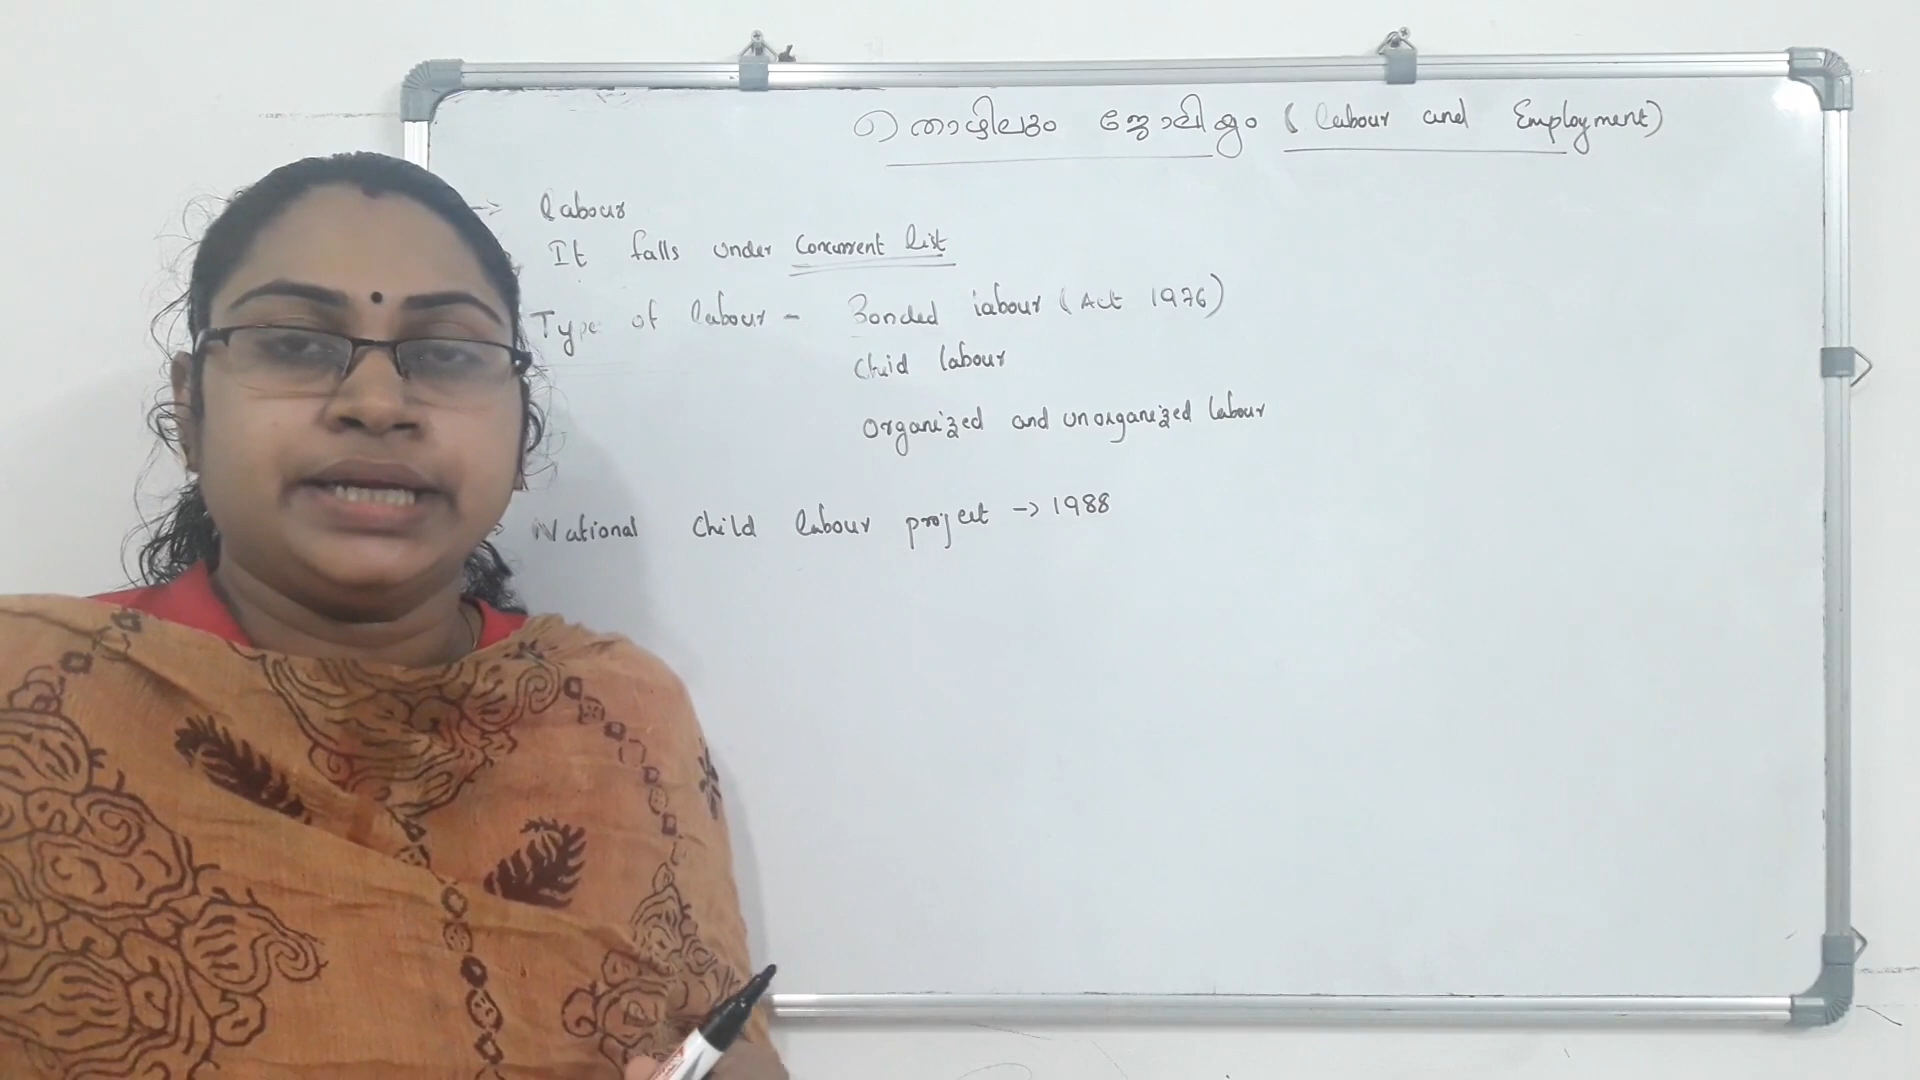 1) തൊഴിലും ജോലിയും (Labour and Employment)
-> Labour
It falls under Concurrent list
Type of labour - Bonded labour (Act 1976)
Child labour
Organized and unorganized labour
-> National Child labour project -> 1988